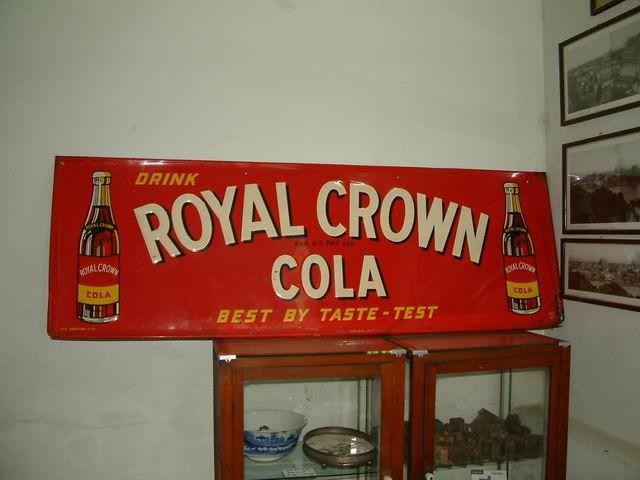 DRINK
ROYAL CROWN
REG. U.S. PAT. OFF.
COLA
BEST BY TASTE-TEST
ROYAL CROWN
COLA
ROYAL CROWN
COLA